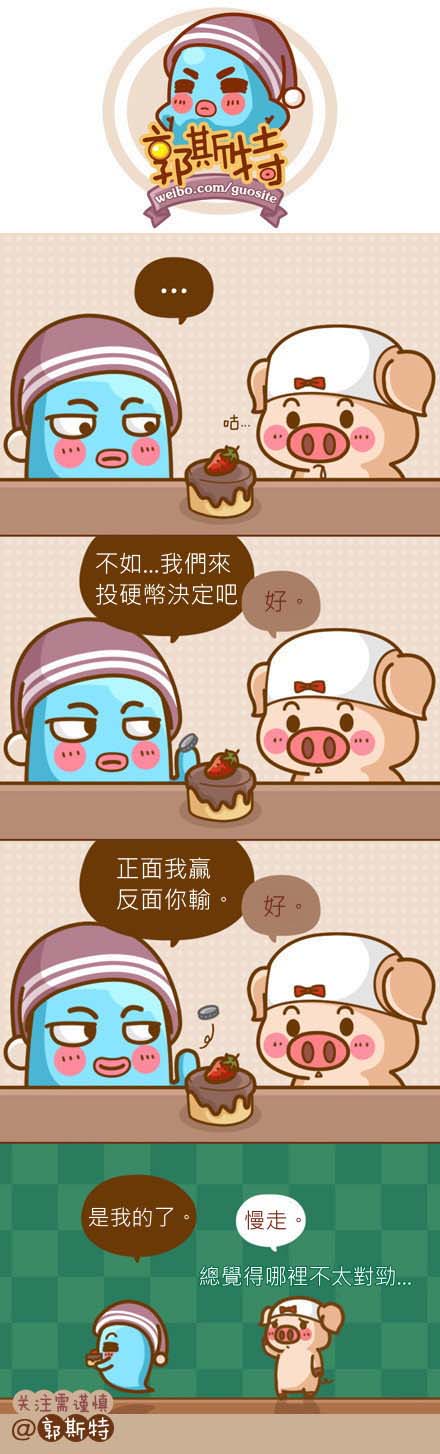 郭斯特
weibo.com/guosite
...
咕...
不如...我們來
投硬幣決定吧
好。
正面我贏
反面你輸。
好。
是我的了。
慢走。
總覺得哪裡不太對勁...
关注需谨慎
@郭斯特